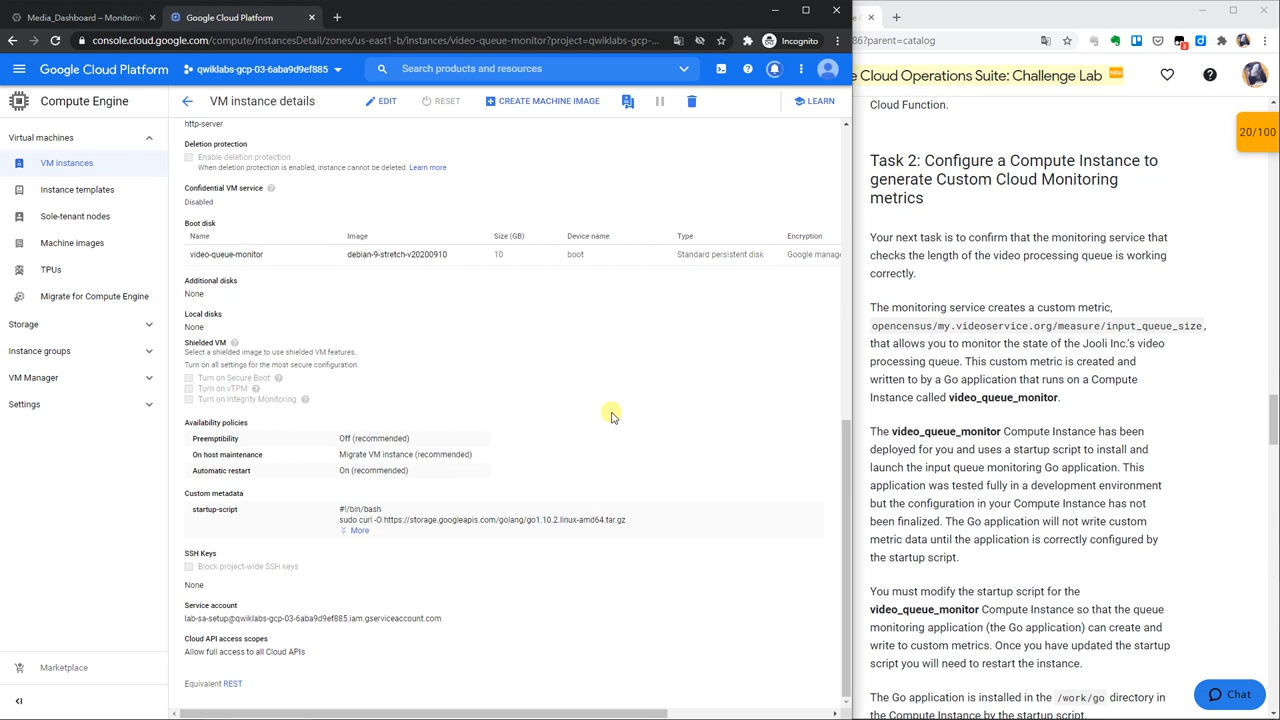 Media_Dashboard – Monitorin
Google Cloud Platform
console.cloud.google.com/compute/instancesDetail/zones/us-east1-b/instances/video-queue-monitor?project=qwiklabs-gcp-...
Incognito
86?parent=catalog
Google Cloud Platform
qwiklabs-gcp-03-6aba9d9ef885
Search products and resources
e Cloud Operations Suite: Challenge Lab
Compute Engine
VM instance details
EDIT
RESET
CREATE MACHINE IMAGE
LEARN
Virtual machines
VM instances
Instance templates
Sole-tenant nodes
Machine images
TPUs
Migrate for Compute Engine
Storage
Instance groups
VM Manager
Settings
Marketplace
http-server
Deletion protection
Enable deletion protection
When deletion protection is enabled, instance cannot be deleted. Learn more
Confidential VM service
Disabled
Boot disk
Name Image Size (GB) Device name Type Encryption
video-queue-monitor debian-9-stretch-v20200910 10 boot Standard persistent disk Google manag
Additional disks
None
Local disks
None
Shielded VM
Select a shielded image to use shielded VM features.
Turn on all settings for the most secure configuration.
Turn on Secure Boot
Turn on vTPM
Turn on Integrity Monitoring
Availability policies
Preemptibility Off (recommended)
On host maintenance Migrate VM instance (recommended)
Automatic restart On (recommended)
Custom metadata
startup-script #!/bin/bash
sudo curl -O https://storage.googleapis.com/golang/go1.10.2.linux-amd64.tar.gz
More
SSH Keys
Block project-wide SSH keys
None
Service account
lab-sa-setup@qwiklabs-gcp-03-6aba9d9ef885.iam.gserviceaccount.com
Cloud API access scopes
Allow full access to all Cloud APIs
Equivalent REST
Cloud Function.
20/100
Task 2: Configure a Compute Instance to
generate Custom Cloud Monitoring
metrics
Your next task is to confirm that the monitoring service that
checks the length of the video processing queue is working
correctly.
The monitoring service creates a custom metric,
opencensus/my.videoservice.org/measure/input_queue_size,
that allows you to monitor the state of the Jooli Inc.'s video
processing queue. This custom metric is created and
written to by a Go application that runs on a Compute
Instance called video_queue_monitor.
The video_queue_monitor Compute Instance has been
deployed for you and uses a startup script to install and
launch the input queue monitoring Go application. This
application was tested fully in a development environment
but the configuration in your Compute Instance has not
been finalized. The Go application will not write custom
metric data until the application is correctly configured by
the startup script.
You must modify the startup script for the
video_queue_monitor Compute Instance so that the queue
monitoring application (the Go application) can create and
write to custom metrics. Once you have updated the startup
script you will need to restart the instance.
The Go application is installed in the /work/go directory in
the Compute Instance by the startup script.
Chat